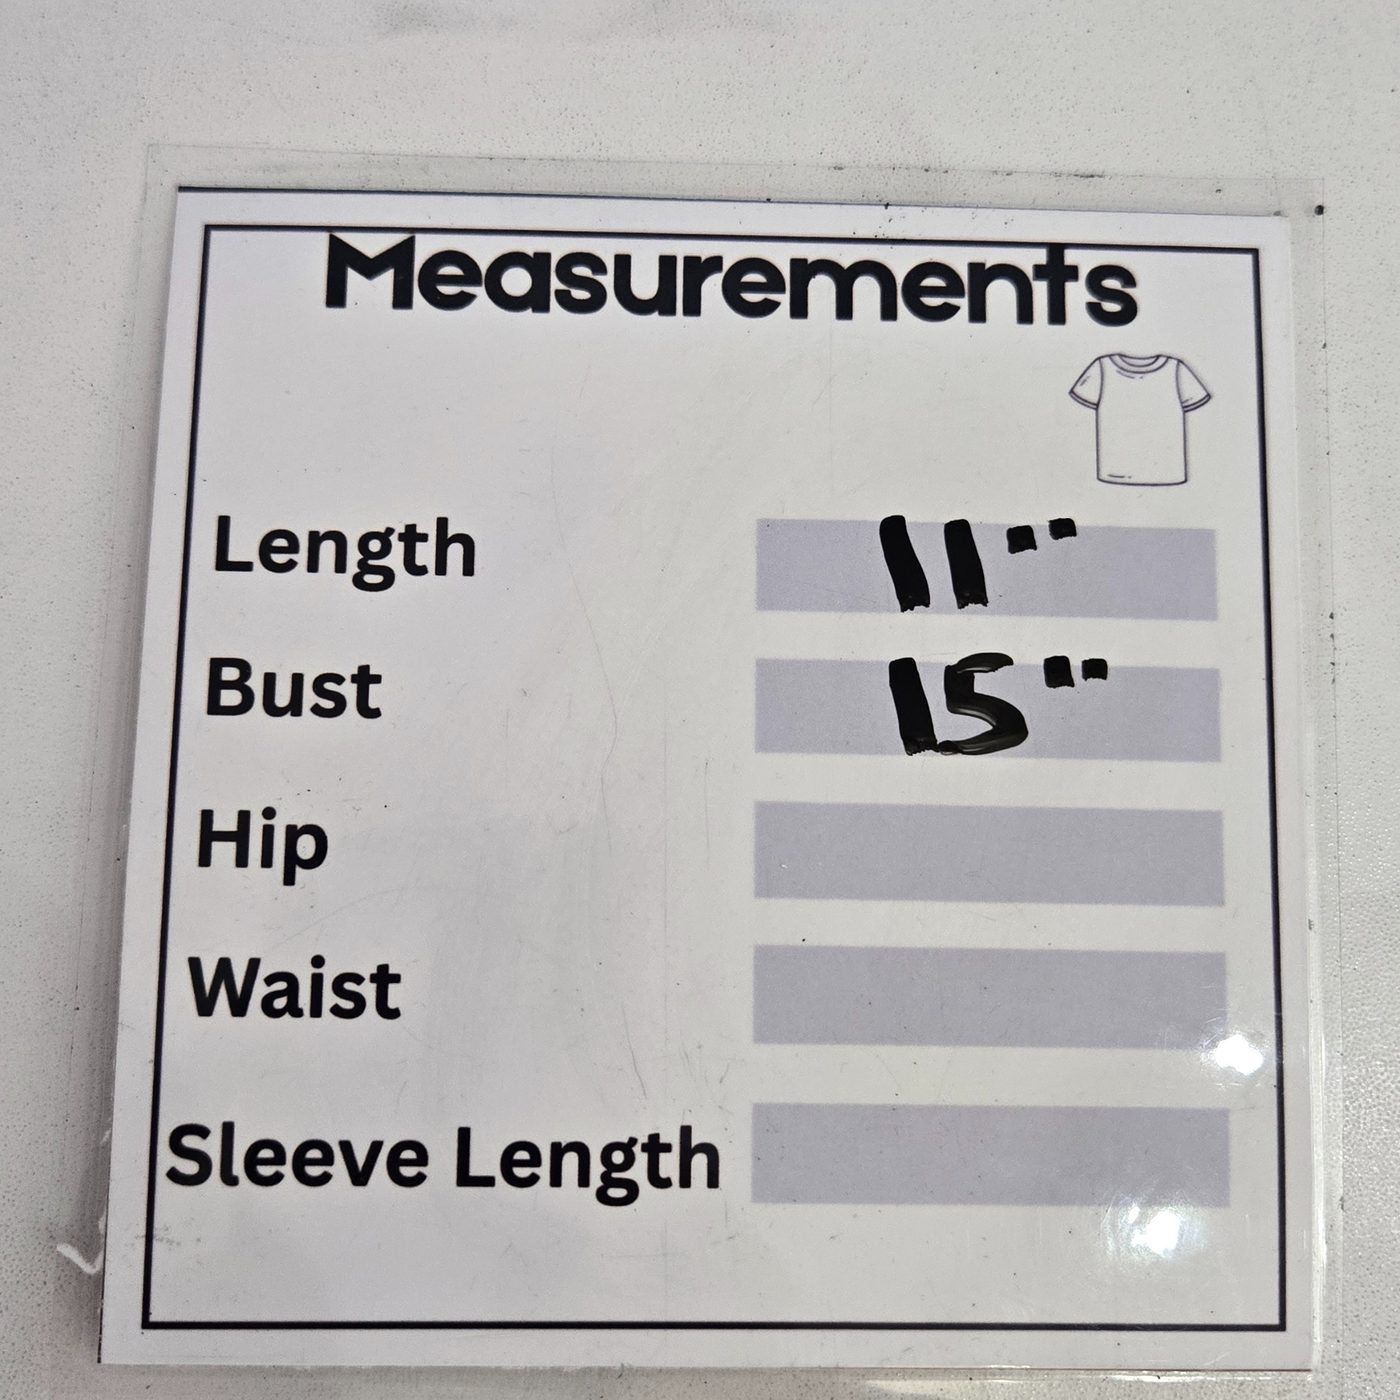 Measurements
Length 11"
Bust 15"
Hip
Waist
Sleeve Length